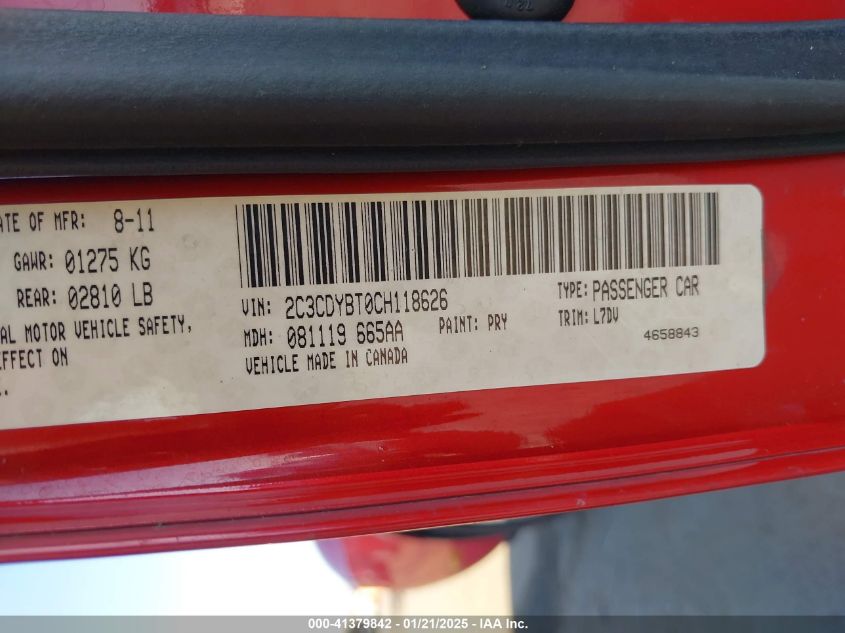 ATE OF MFR: 8-11
GAWR: 01275 KG
REAR: 02810 LB
AL MOTOR VEHICLE SAFETY,
EFFECT ON
VIN: 2C3CDYBT0CH118626
TYPE: PASSENGER CAR
MDH: 081119 665AA
PAINT: PRY
TRIM: L7DV
VEHICLE MADE IN CANADA
4658843
000-41379842 - 01/21/2025 - IAA Inc.